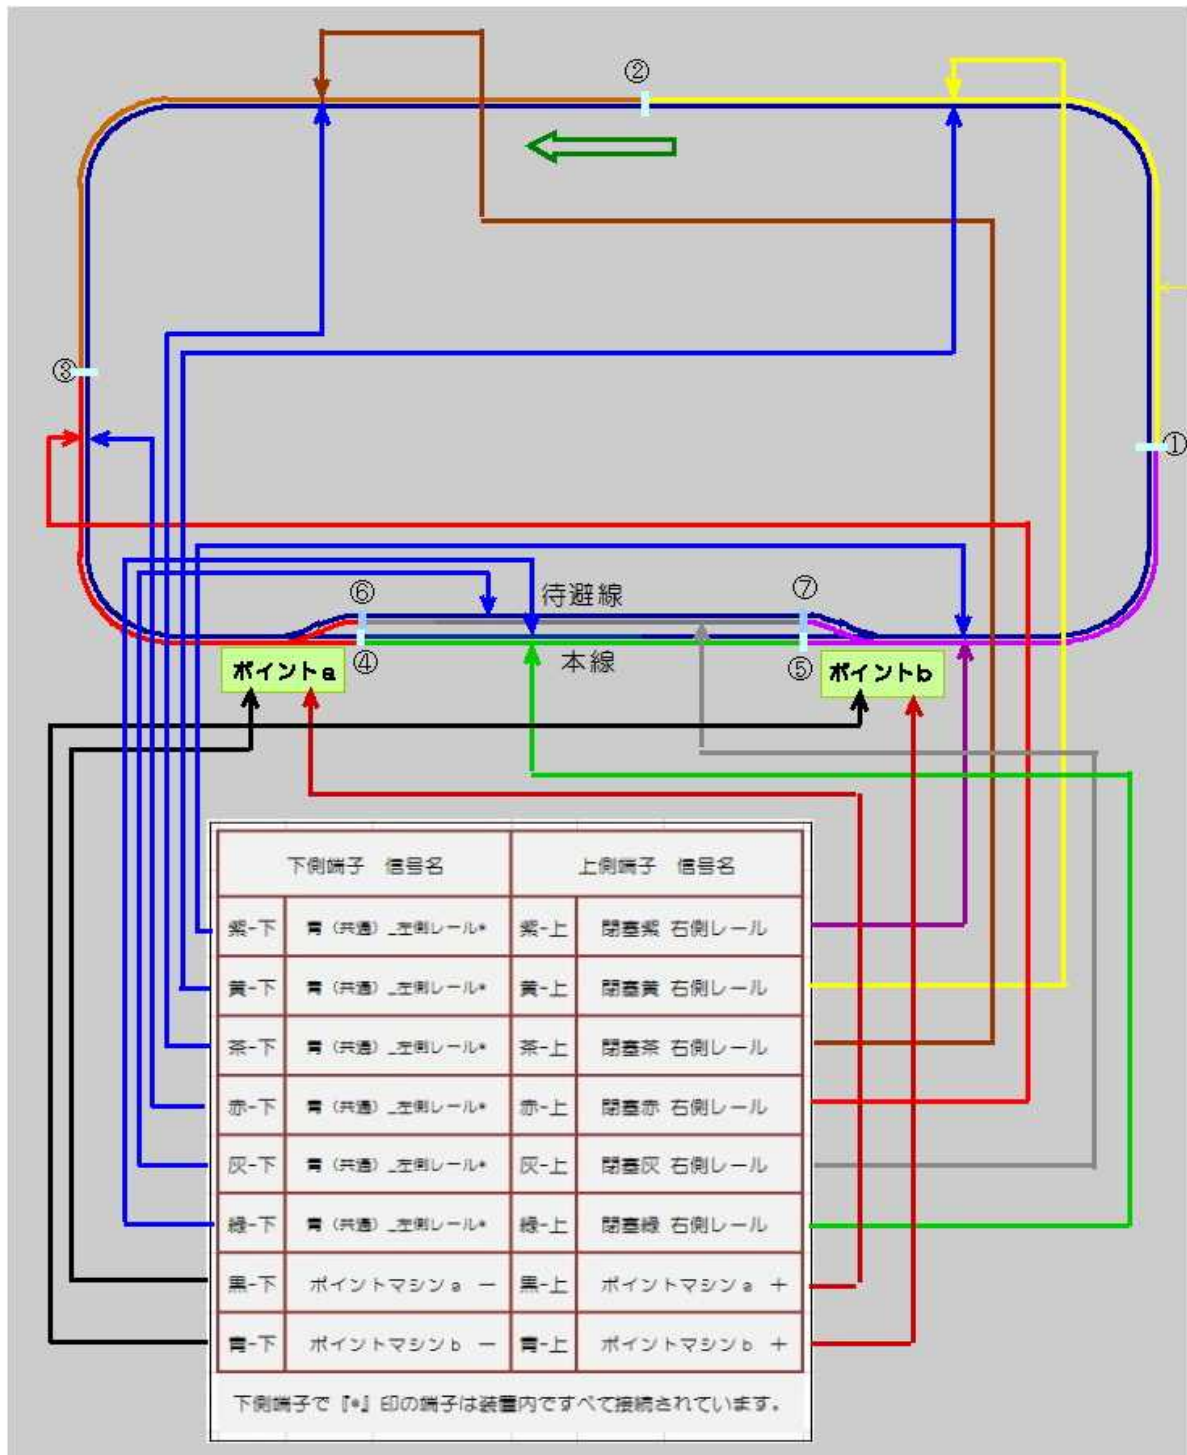 ②
③
①
待避線
⑥
⑦
④
本線
⑤
ポイントa
ポイントb
下側端子 信号名 上側端子 信号名
紫-下 青（共通）_左側レール* 紫-上 閉塞紫 右側レール
黄-下 青（共通）_左側レール* 黄-上 閉塞黄 右側レール
茶-下 青（共通）_左側レール* 茶-上 閉塞茶 右側レール
赤-下 青（共通）_左側レール* 赤-上 閉塞赤 右側レール
灰-下 青（共通）_左側レール* 灰-上 閉塞灰 右側レール
緑-下 青（共通）_左側レール* 緑-上 閉塞緑 右側レール
黒-下 ポイントマシンa － 黒-上 ポイントマシンa ＋
青-下 ポイントマシンb － 青-上 ポイントマシンb ＋
下側端子で『*』印の端子は装置内ですべて接続されています。